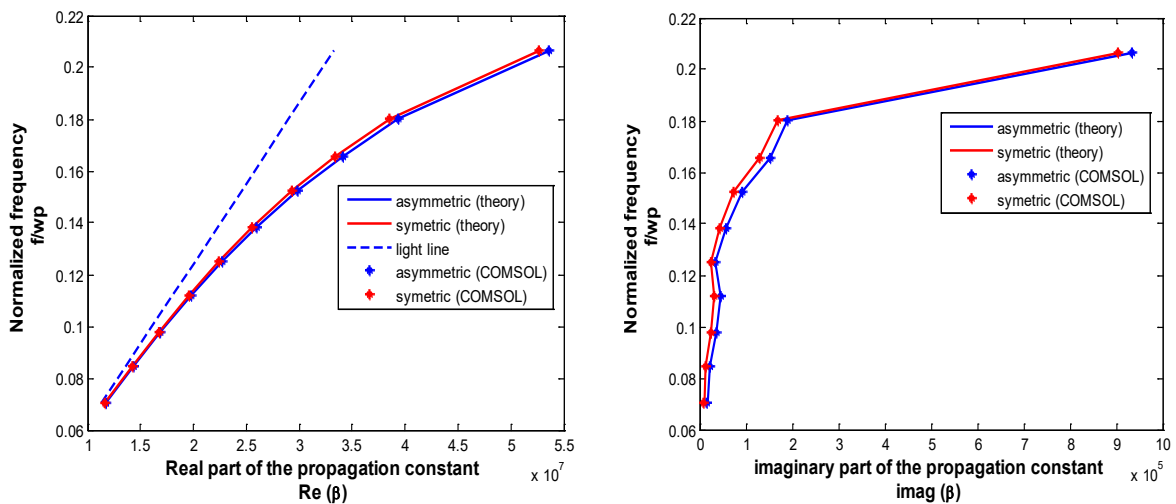 0.22
0.2
0.18
0.16
0.14
0.12
0.1
0.08
0.06
Normalized frequency
f/wp
asymmetric (theory)
symetric (theory)
light line
asymmetric (COMSOL)
symetric (COMSOL)
1 1.5 2 2.5 3 3.5 4 4.5 5 5.5
x 10^7
Real part of the propagation constant
Re (β)
0.22
0.2
0.18
0.16
0.14
0.12
0.1
0.08
0.06
Normalized frequency
f/wp
asymmetric (theory)
symetric (theory)
asymmetric (COMSOL)
symetric (COMSOL)
0 1 2 3 4 5 6 7 8 9 10
x 10^5
imaginary part of the propagation constant
imag (β)